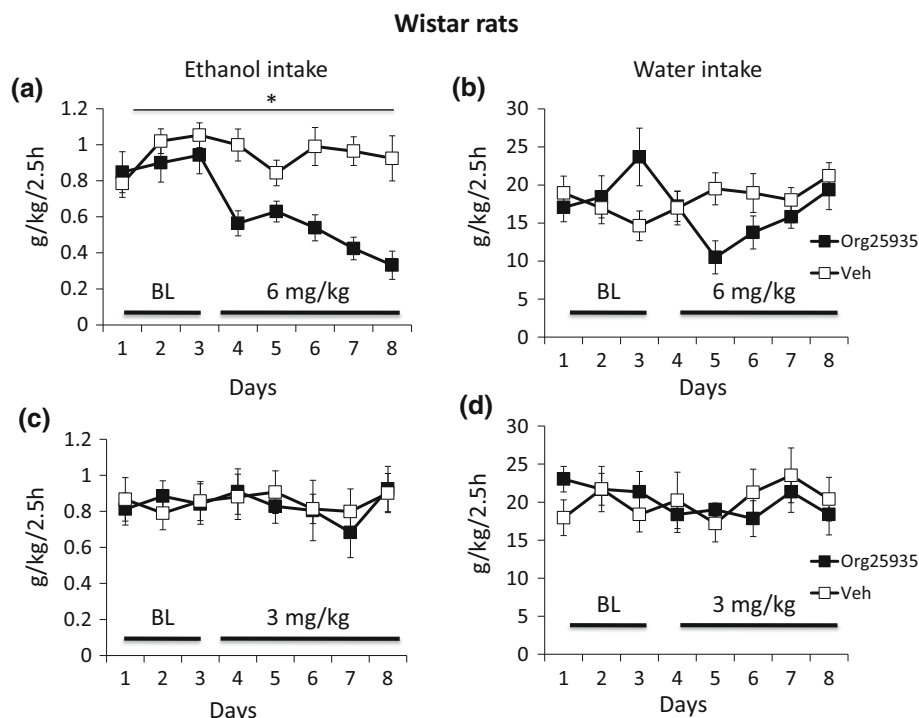 Wistar rats
Ethanol intake
Water intake
(a)
*
g/kg/2.5h
1.2
1
0.8
0.6
0.4
0.2
0
BL
6 mg/kg
1 2 3 4 5 6 7 8
Days
(b)
g/kg/2.5h
30
25
20
15
10
5
0
BL
6 mg/kg
1 2 3 4 5 6 7 8
Days
Org25935
Veh
(c)
g/kg/2.5h
1.2
1
0.8
0.6
0.4
0.2
0
BL
3 mg/kg
1 2 3 4 5 6 7 8
Days
(d)
g/kg/2.5h
30
25
20
15
10
5
0
BL
3 mg/kg
1 2 3 4 5 6 7 8
Days
Org25935
Veh